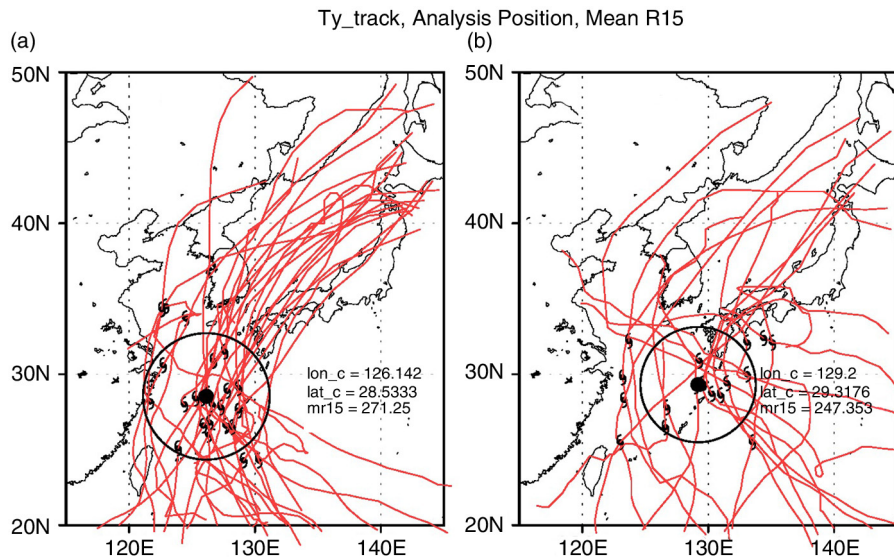 Ty_track, Analysis Position, Mean R15
(a)
(b)
50N
40N
30N
20N
120E
130E
140E
lon_c = 126.142
lat_c = 28.5333
mr15 = 271.25
50N
40N
30N
20N
120E
130E
140E
lon_c = 129.2
lat_c = 29.3176
mr15 = 247.353